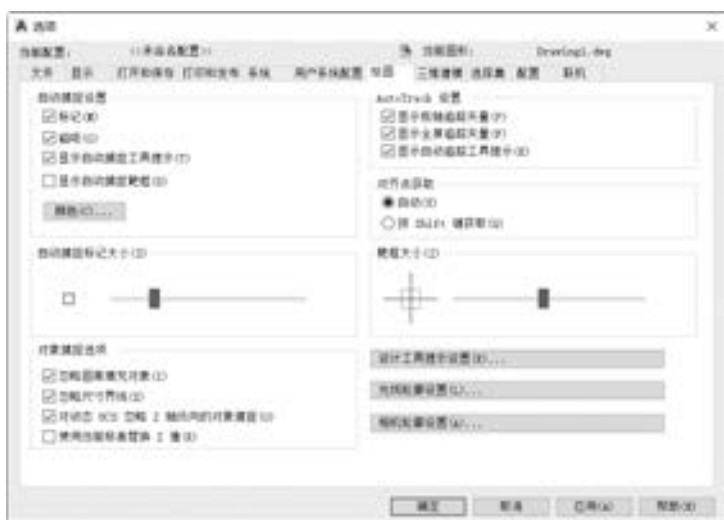 选项
当前配置: <<未命名配置>> 当前图形: Drawing1.dwg
文件 显示 打开和保存 打印和发布 系统 用户系统配置 绘图 三维建模 选择集 配置 联机
自动捕捉设置
标记(M)
磁吸(G)
显示自动捕捉工具提示(T)
显示自动捕捉靶框(D)
颜色(C)...
AutoTrack 设置
显示极轴追踪矢量(P)
显示全屏追踪矢量(F)
显示自动追踪工具提示(K)
对齐点获取
自动(U)
按 Shift 键获取(Q)
自动捕捉标记大小(S)
靶框大小(Z)
对象捕捉选项
忽略图案填充对象(I)
忽略尺寸界线(X)
对动态 UCS 忽略 Z 轴负向的对象捕捉(O)
使用当前标高替换 Z 值(R)
设计工具提示设置(E)...
光线轮廓设置(L)...
相机轮廓设置(A)...
确定 取消 应用(A) 帮助(H)